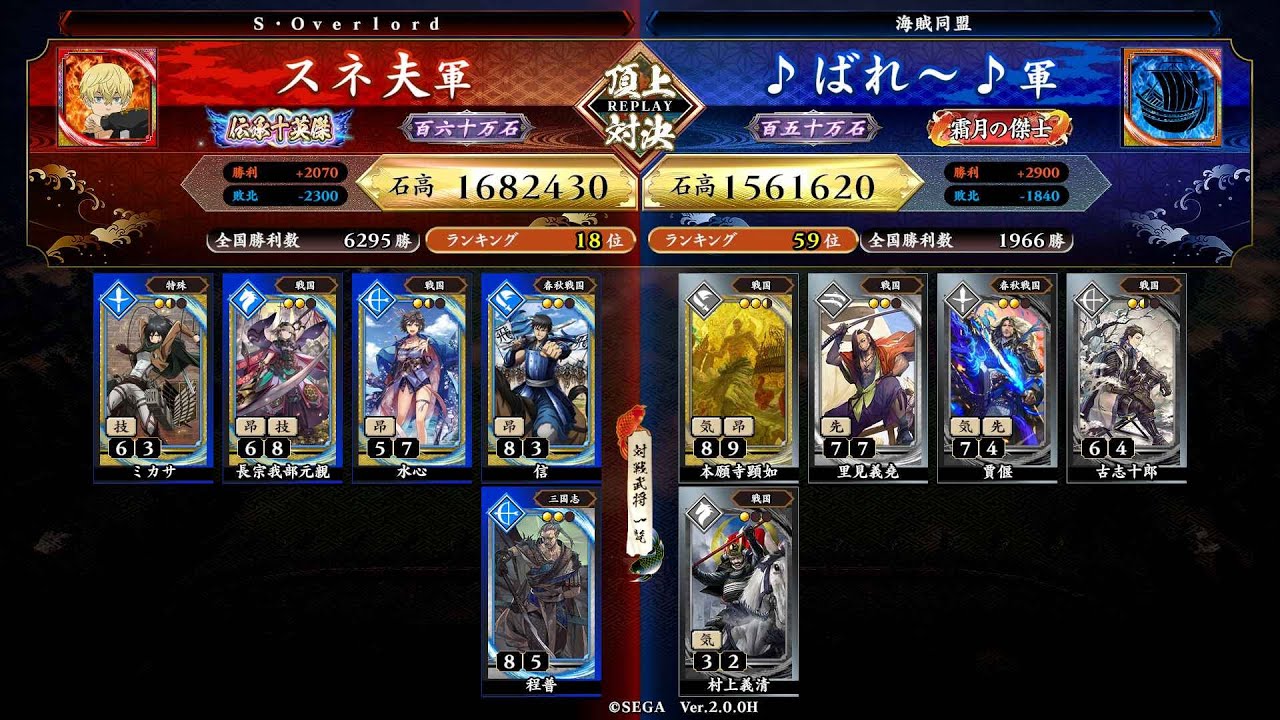 S・Overlord
海賊同盟
スネ夫軍
頂上
REPLAY
対決
♪ばれ～♪軍
伝承十英傑
百六十万石
百五十万石
霜月の傑士
勝利 +2070
敗北 -2300
石高 1682430
石高 1561620
勝利 +2900
敗北 -1840
全国勝利数 6295勝
ランキング 18位
ランキング 59位
全国勝利数 1966勝
特殊
技
6 3
ミカサ
戦国
昂 技
6 8
長宗我部元親
戦国
昂
5 7
水心
春秋戦国
飛
昂
8 3
信
対戦武将一覧
戦国
気 昂
8 9
本願寺顕如
戦国
先
7 7
里見義堯
春秋戦国
気 先
7 4
貫偃
戦国
6 4
古志十郎
三国志
8 5
程普
戦国
気
3 2
村上義清
©SEGA Ver.2.0.0H